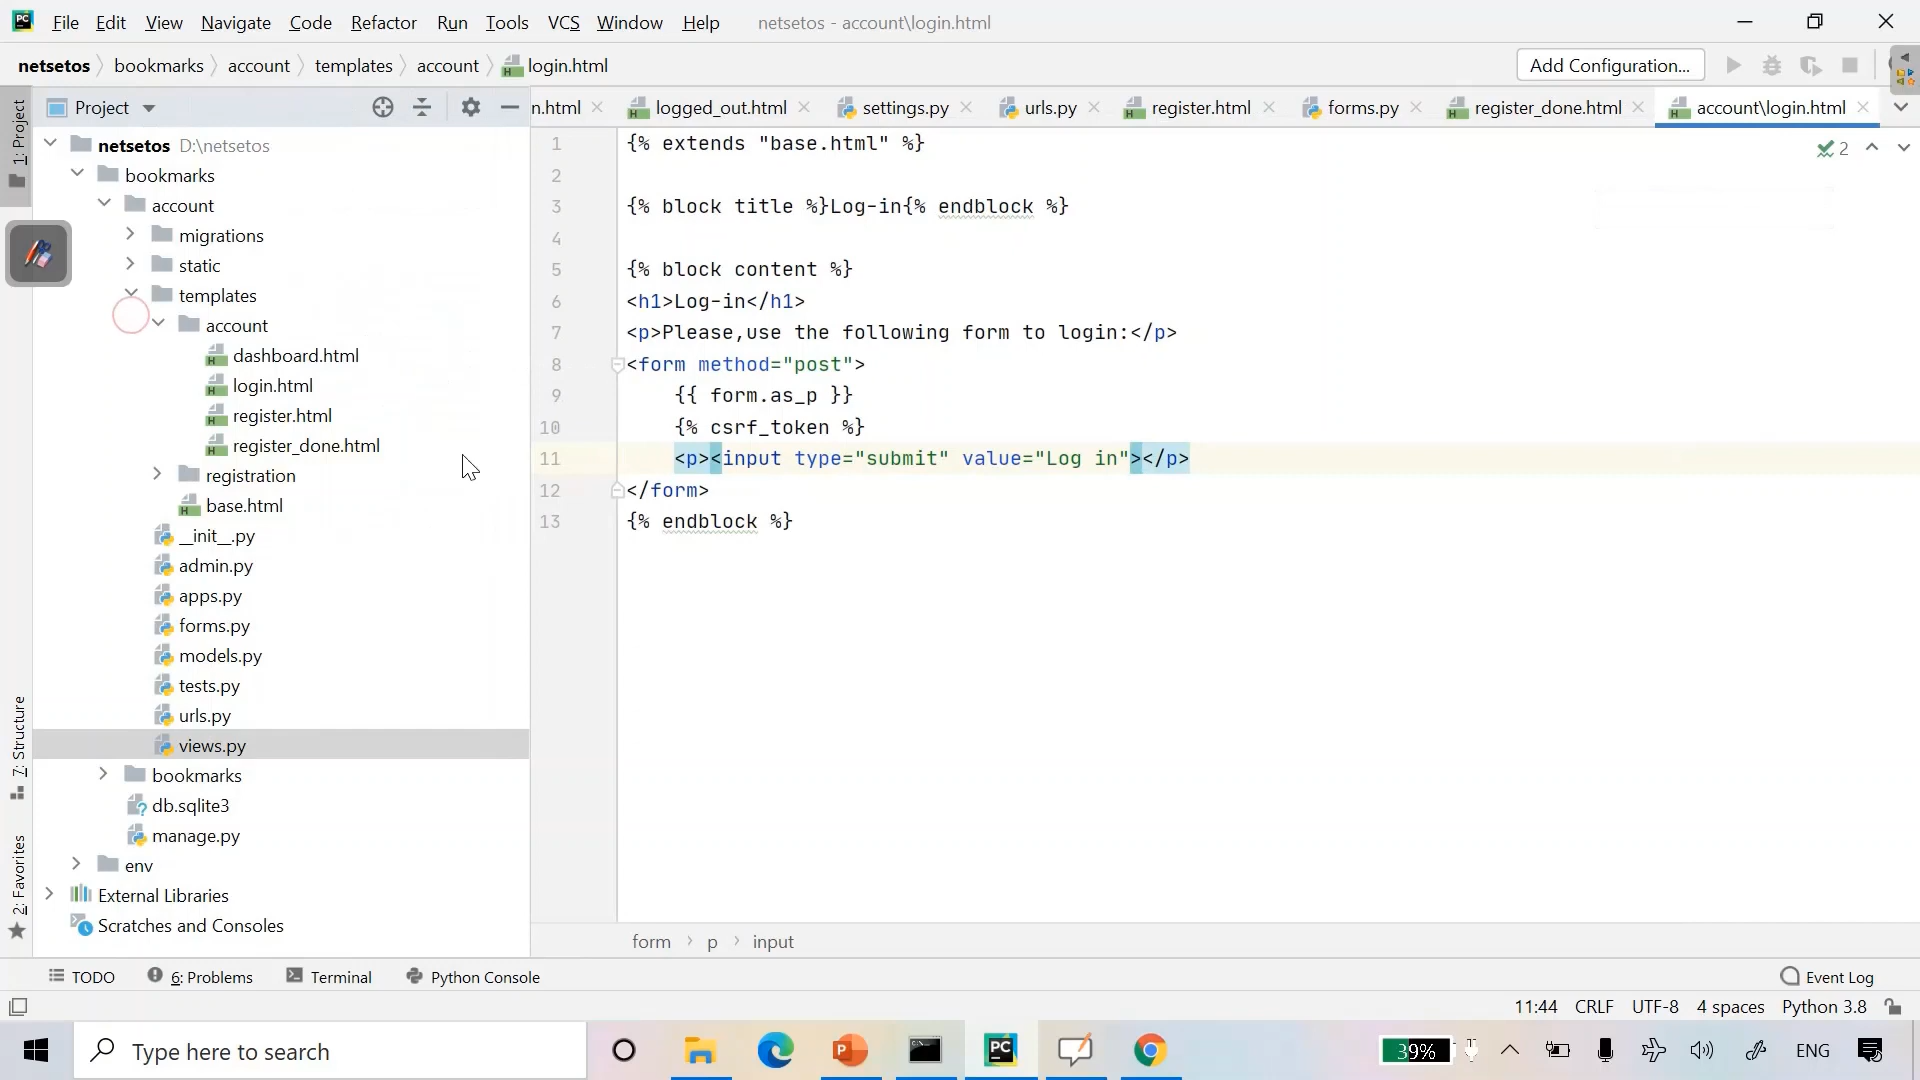 File Edit View Navigate Code Refactor Run Tools VCS Window Help netsetos - account\login.html
netsetos bookmarks account templates account login.html Add Configuration...
Project n.html logged_out.html settings.py urls.py register.html forms.py register_done.html account\login.html
1: Project
7: Structure
2: Favorites
netsetos D:\netsetos
bookmarks
account
migrations
static
templates
account
dashboard.html
login.html
register.html
register_done.html
registration
base.html
__init__.py
admin.py
apps.py
forms.py
models.py
tests.py
urls.py
views.py
bookmarks
db.sqlite3
manage.py
env
External Libraries
Scratches and Consoles
1 {% extends "base.html" %}
2
3 {% block title %}Log-in{% endblock %}
4
5 {% block content %}
6 <h1>Log-in</h1>
7 <p>Please,use the following form to login:</p>
8 <form method="post">
9 {{ form.as_p }}
10 {% csrf_token %}
11 <p><input type="submit" value="Log in"></p>
12 </form>
13 {% endblock %}
2
form p input
TODO 6: Problems Terminal Python Console Event Log
11:44 CRLF UTF-8 4 spaces Python 3.8
Type here to search 39% ENG